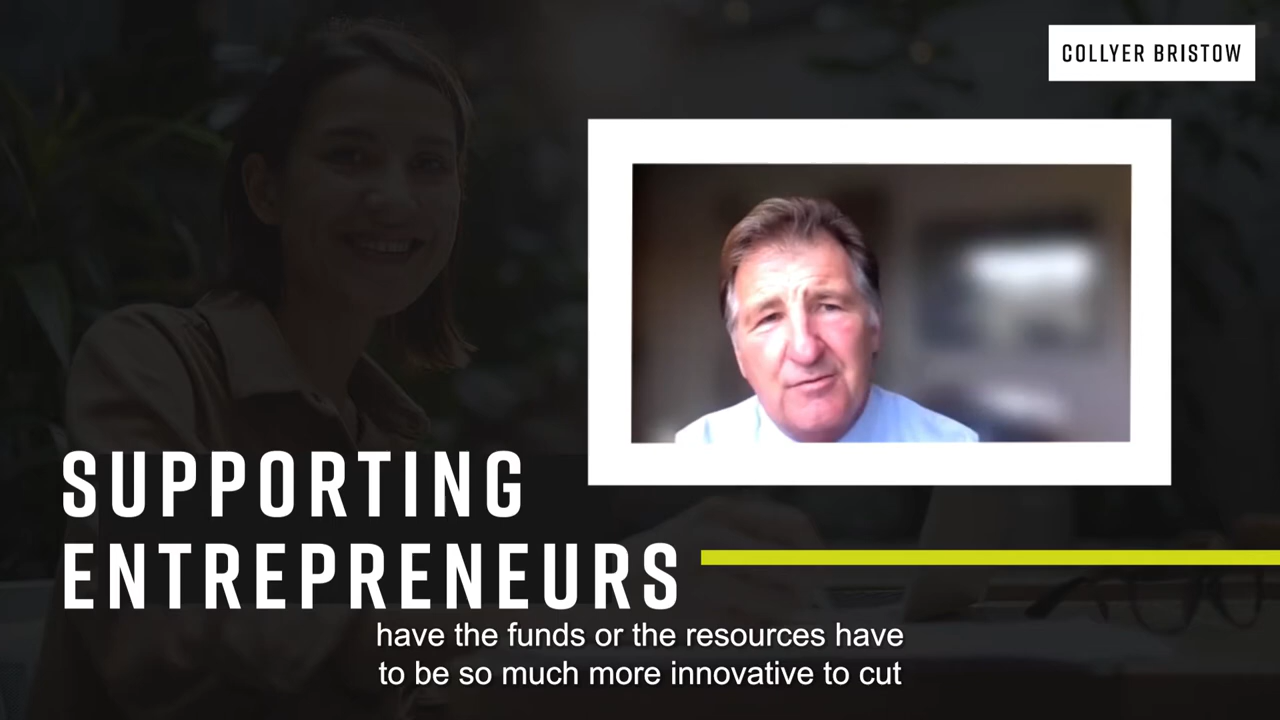 COLLYER BRISTOW
SUPPORTING
ENTREPRENEURS
have the funds or the resources have
to be so much more innovative to cut